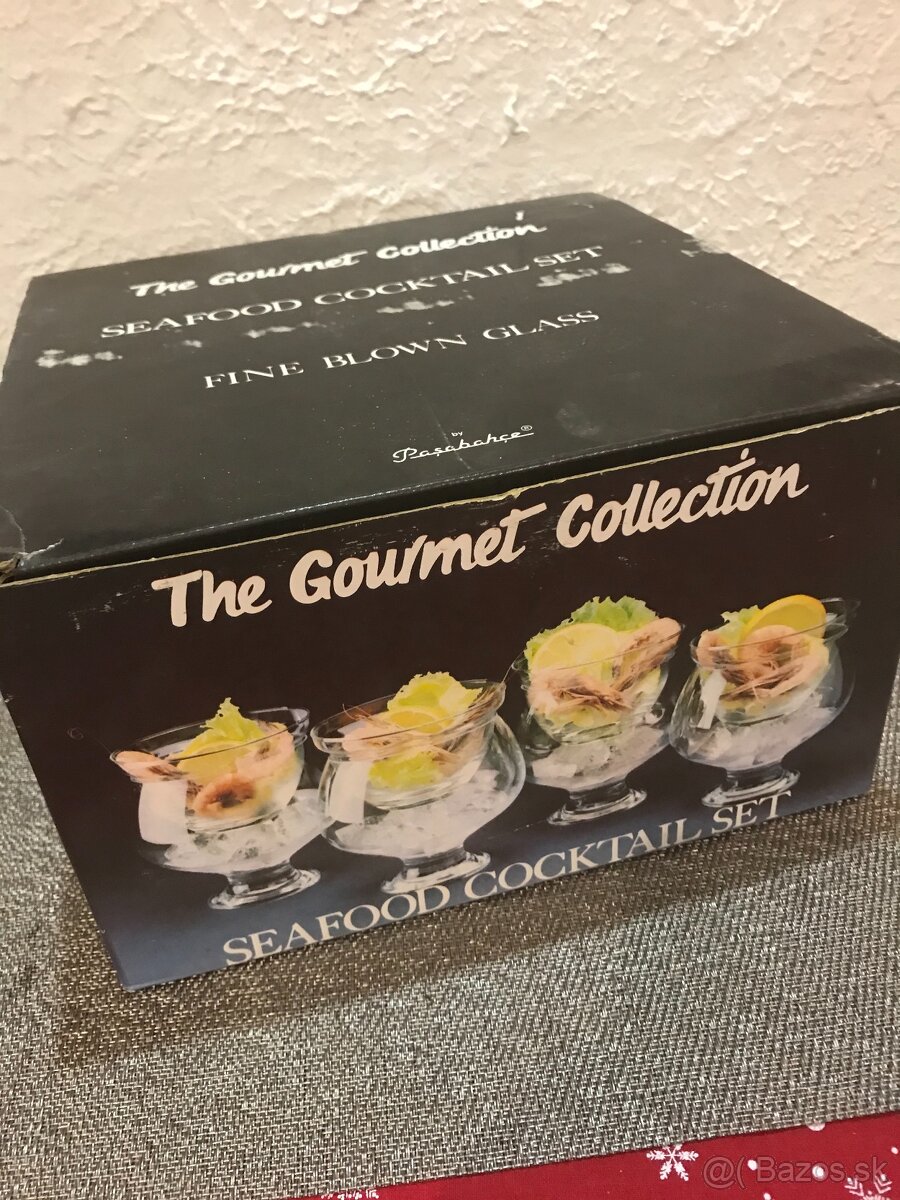 The Gourmet Collection
SEAFOOD COCKTAIL SET
FINE BLOWN GLASS
by
Paşabahçe®
The Gourmet Collection
SEAFOOD COCKTAIL SET
@( Bazos.sk